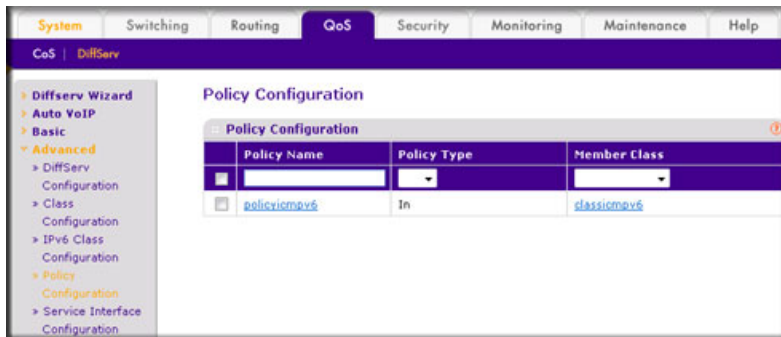 System Switching Routing QoS Security Monitoring Maintenance Help
CoS | DiffServ
Diffserv Wizard
Auto VoIP
Basic
Advanced
» DiffServ
Configuration
» Class
Configuration
» IPv6 Class
Configuration
» Policy
Configuration
» Service Interface
Configuration
Policy Configuration
Policy Configuration
Policy Name Policy Type Member Class
policyicmpv6 In classicmpv6